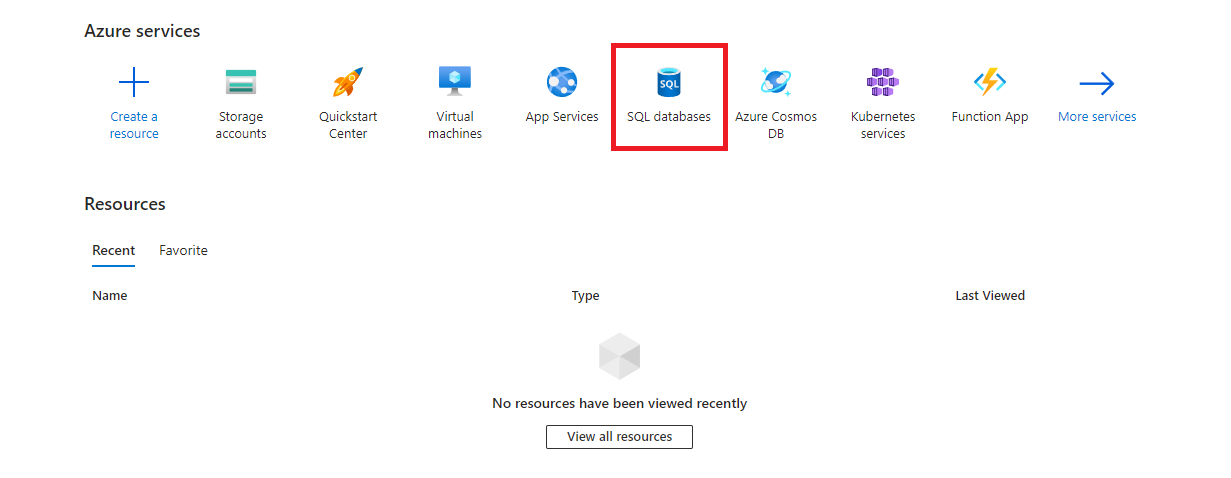 Azure services
SQL
Create a
resource
Storage
accounts
Quickstart
Center
Virtual
machines
App Services
SQL databases
Azure Cosmos
DB
Kubernetes
services
Function App
More services
Resources
Recent
Favorite
Name
Type
Last Viewed
No resources have been viewed recently
View all resources